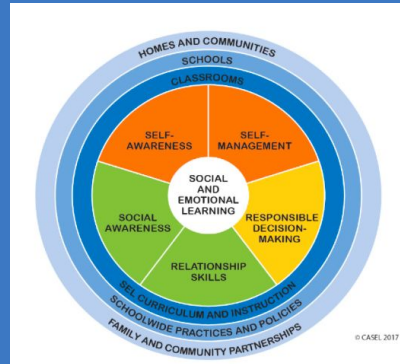 HOMES AND COMMUNITIES
SCHOOLS
CLASSROOMS
SELF-
AWARENESS
SELF-
MANAGEMENT
SOCIAL
AND
EMOTIONAL
LEARNING
SOCIAL
AWARENESS
RESPONSIBLE
DECISION-
MAKING
RELATIONSHIP
SKILLS
SEL CURRICULUM AND INSTRUCTION
SCHOOLWIDE PRACTICES AND POLICIES
FAMILY AND COMMUNITY PARTNERSHIPS
© CASEL 2017